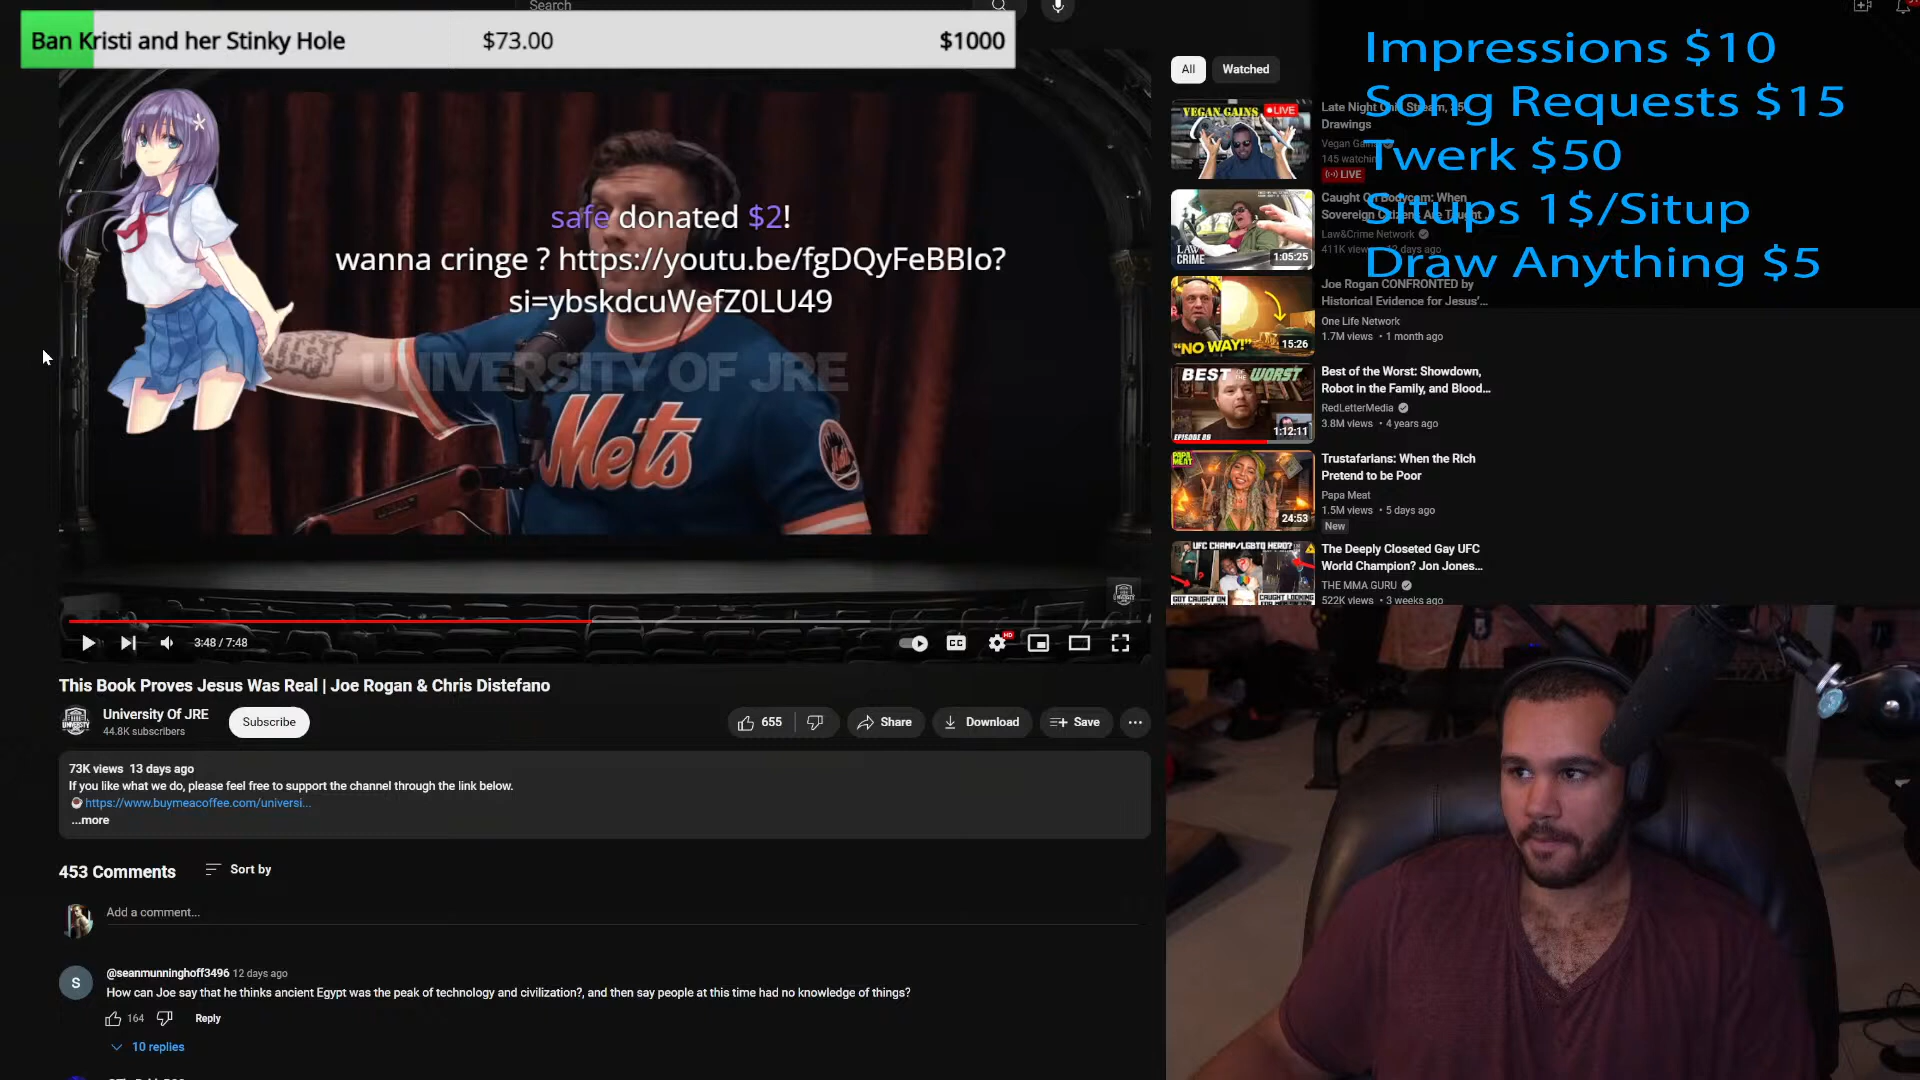 Search
Ban Kristi and her Stinky Hole $73.00 $1000
safe donated $2!
wanna cringe ? https://youtu.be/fgDQyFeBBIo?
si=ybskdcuWefZ0LU49
UNIVERSITY OF JRE
Mets
3:48 / 7:48
CC
HD
This Book Proves Jesus Was Real | Joe Rogan & Chris Distefano
University Of JRE
44.8K subscribers
Subscribe
655
Share
Download
Save
73K views 13 days ago
If you like what we do, please feel free to support the channel through the link below.
https://www.buymeacoffee.com/universi...
...more
453 Comments
Sort by
Add a comment...
S
@seanmunninghoff3496 12 days ago
How can Joe say that he thinks ancient Egypt was the peak of technology and civilization?, and then say people at this time had no knowledge of things?
164
Reply
10 replies
Impressions $10
Song Requests $15
Twerk $50
Situps 1$/Situp
Draw Anything $5
All
Watched
VEGAN GAINS
LIVE
Late Night
Drawings
Vegan
145 watching
LIVE
LAW
CRIME
1:05:25
Caught On Bodycam: When
Sovereign Citizens Are Taught
Law&Crime Network
411K views
"NO WAY!"
15:26
Joe Rogan CONFRONTED by
Historical Evidence for Jesus'...
One Life Network
1.7M views • 1 month ago
BEST OF THE WORST
EPISODE 86
1:12:11
Best of the Worst: Showdown,
Robot in the Family, and Blood...
RedLetterMedia
3.8M views • 4 years ago
PAPA MEAT
24:53
Trustafarians: When the Rich
Pretend to be Poor
Papa Meat
1.5M views • 5 days ago
New
UFC CHAMP/LGBTQ HERO?
The Deeply Closeted Gay UFC
World Champion? Jon Jones...
THE MMA GURU
522K views • 3 weeks ago